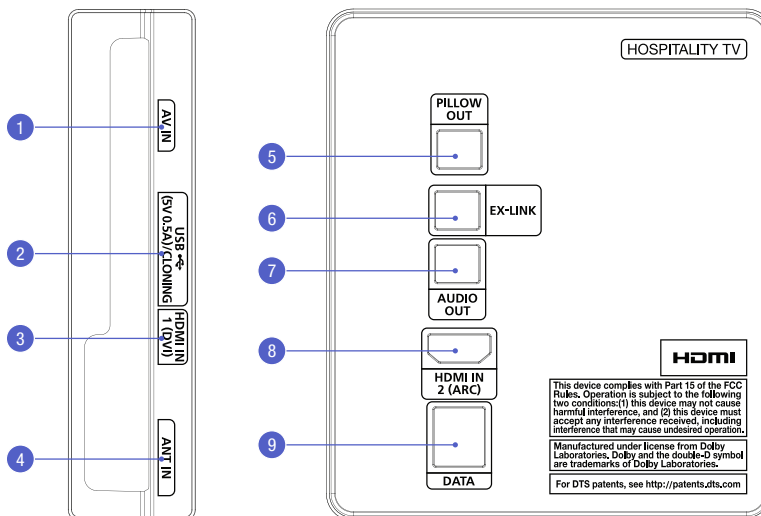 1
AV IN
2
USB
(5V 0.5A)/CLONING
3
HDMI IN
1 (DVI)
4
ANT IN
HOSPITALITY TV
PILLOW
OUT
5
6
EX-LINK
7
AUDIO
OUT
8
HDMI IN
2 (ARC)
9
DATA
HDMI
This device complies with Part 15 of the FCC
Rules. Operation is subject to the following
two conditions:(1) this device may not cause
harmful interference, and (2) this device must
accept any interference received, including
interference that may cause undesired operation.
Manufactured under license from Dolby
Laboratories. Dolby and the double-D symbol
are trademarks of Dolby Laboratories.
For DTS patents, see http://patents.dts.com